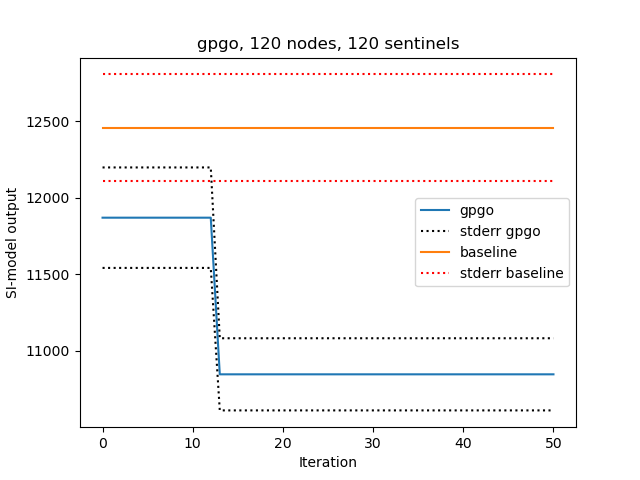 gpgo, 120 nodes, 120 sentinels
SI-model output
12500
12000
11500
11000
gpgo
stderr gpgo
baseline
stderr baseline
0 10 20 30 40 50
Iteration